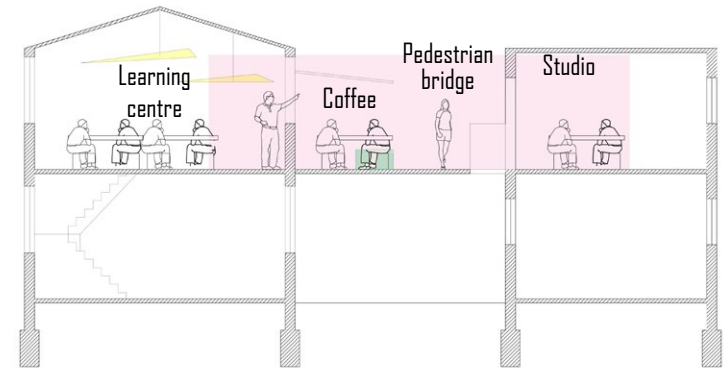 Learning
centre
Coffee
Pedestrian
bridge
Studio